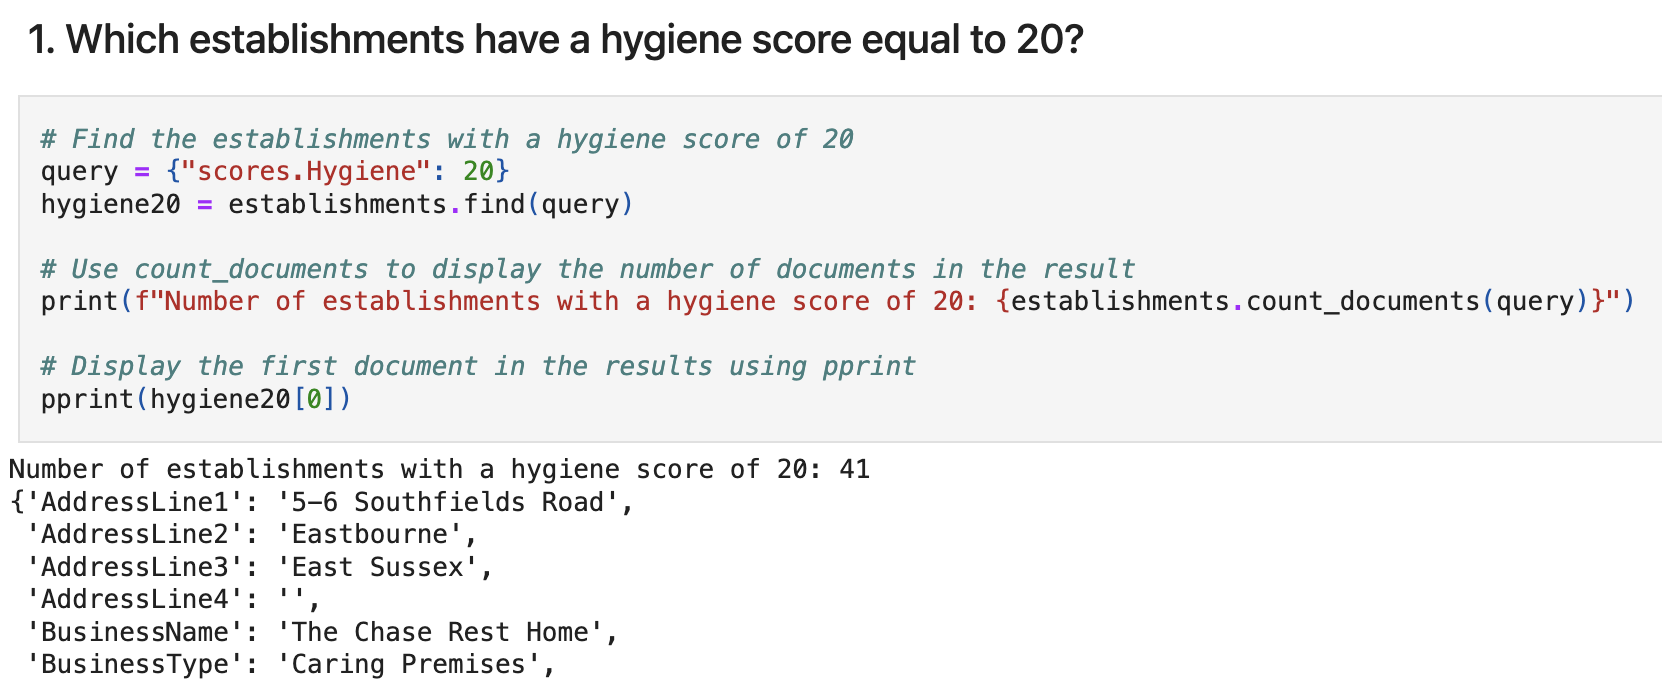 1. Which establishments have a hygiene score equal to 20?
# Find the establishments with a hygiene score of 20
query = {"scores.Hygiene": 20}
hygiene20 = establishments.find(query)
# Use count_documents to display the number of documents in the result
print(f"Number of establishments with a hygiene score of 20: {establishments.count_documents(query)}")
# Display the first document in the results using pprint
pprint(hygiene20[0])
Number of establishments with a hygiene score of 20: 41
{'AddressLine1': '5-6 Southfields Road',
 'AddressLine2': 'Eastbourne',
 'AddressLine3': 'East Sussex',
 'AddressLine4': '',
 'BusinessName': 'The Chase Rest Home',
 'BusinessType': 'Caring Premises',